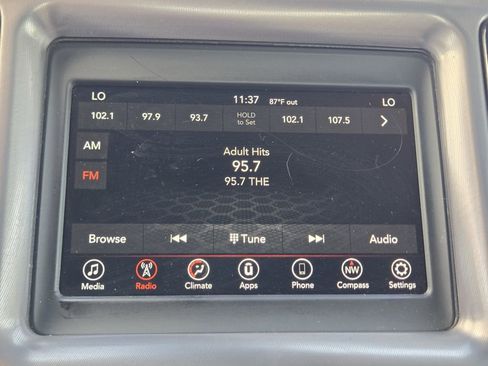 LO 11:37 87°F out LO
102.1 97.9 93.7 HOLD to Set 102.1 107.5
AM
Adult Hits
95.7
FM
95.7 THE
Browse Tune Audio
Media Radio Climate Apps Phone NW Compass Settings